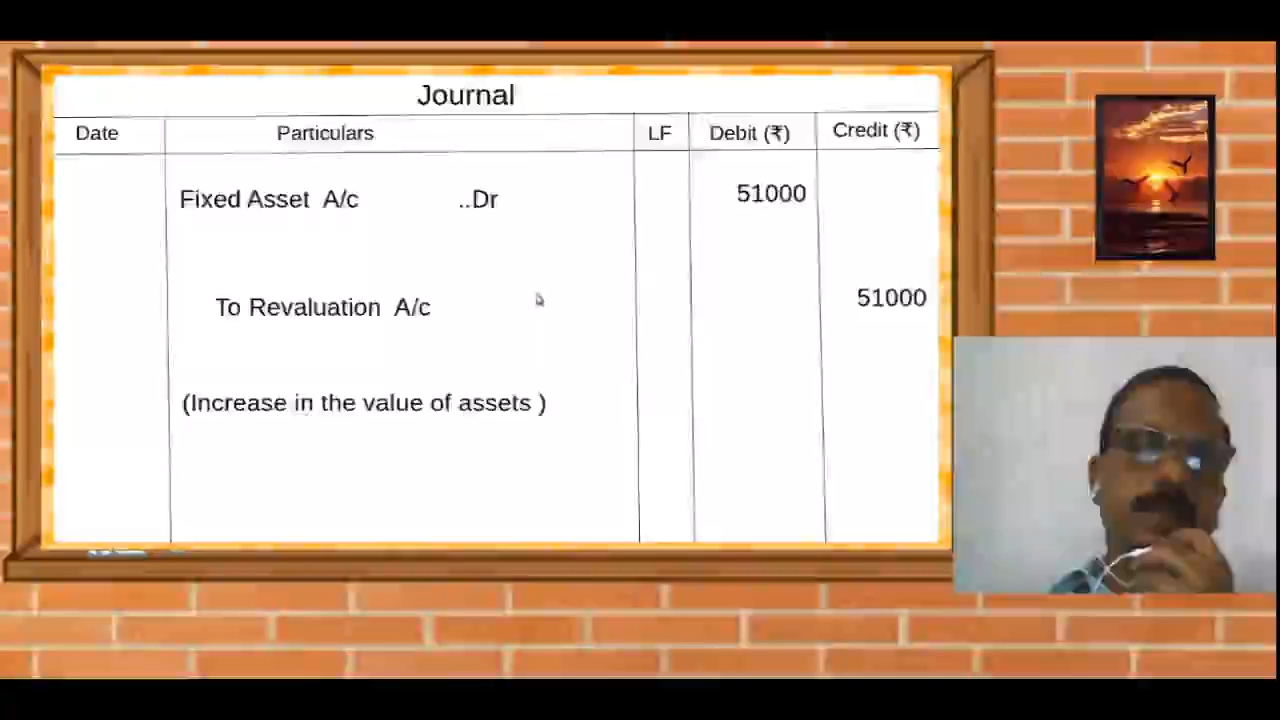 Journal
Date Particulars LF Debit (₹) Credit (₹)
Fixed Asset A/c ..Dr 51000
To Revaluation A/c 51000
(Increase in the value of assets )